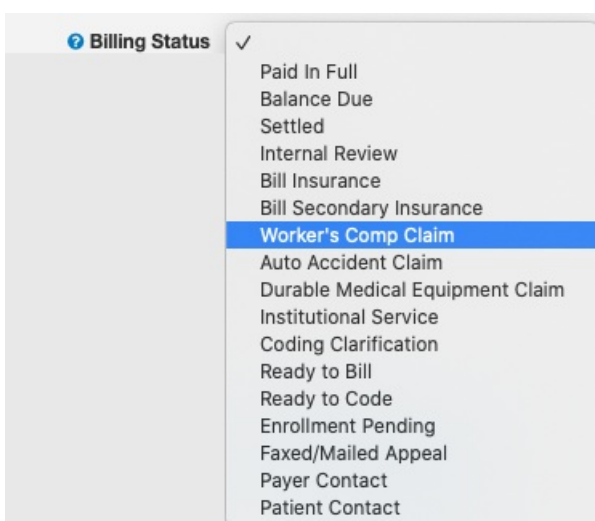 Billing Status ✓
Paid In Full
Balance Due
Settled
Internal Review
Bill Insurance
Bill Secondary Insurance
Worker's Comp Claim
Auto Accident Claim
Durable Medical Equipment Claim
Institutional Service
Coding Clarification
Ready to Bill
Ready to Code
Enrollment Pending
Faxed/Mailed Appeal
Payer Contact
Patient Contact